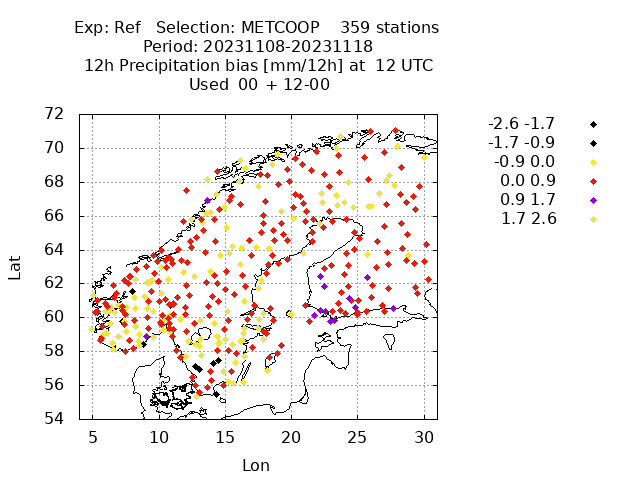 Exp: Ref   Selection: METCOOP    359 stations
Period: 20231108-20231118
12h Precipitation bias [mm/12h] at  12 UTC
Used  00  + 12-00
-2.6 -1.7
-1.7 -0.9
-0.9 0.0
0.0 0.9
0.9 1.7
1.7 2.6
72
70
68
66
64
62
60
58
56
54
Lat
5 10 15 20 25 30
Lon